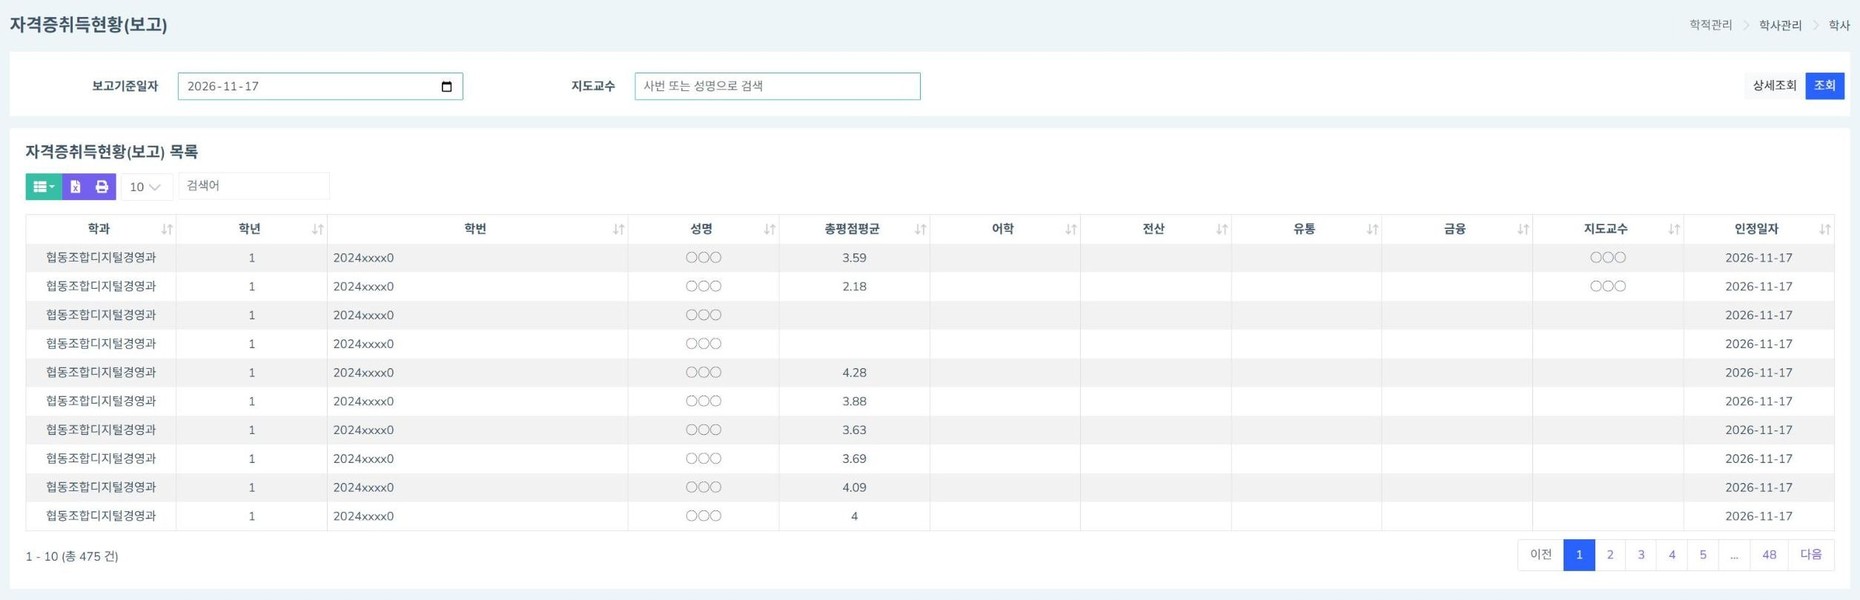 자격증취득현황(보고)
학적관리 > 학사관리 > 학사
보고기준일자 2026-11-17 지도교수 사번 또는 성명으로 검색 상세조회 조회
자격증취득현황(보고) 목록
10 검색어
학과 학년 학번 성명 총평점평균 어학 전산 유통 금융 지도교수 인정일자
협동조합디지털경영과 1 2024xxxx0 〇〇〇 3.59 〇〇〇 2026-11-17
협동조합디지털경영과 1 2024xxxx0 〇〇〇 2.18 〇〇〇 2026-11-17
협동조합디지털경영과 1 2024xxxx0 〇〇〇 2026-11-17
협동조합디지털경영과 1 2024xxxx0 〇〇〇 2026-11-17
협동조합디지털경영과 1 2024xxxx0 〇〇〇 4.28 2026-11-17
협동조합디지털경영과 1 2024xxxx0 〇〇〇 3.88 2026-11-17
협동조합디지털경영과 1 2024xxxx0 〇〇〇 3.63 2026-11-17
협동조합디지털경영과 1 2024xxxx0 〇〇〇 3.69 2026-11-17
협동조합디지털경영과 1 2024xxxx0 〇〇〇 4.09 2026-11-17
협동조합디지털경영과 1 2024xxxx0 〇〇〇 4 2026-11-17
1 - 10 (총 475 건) 이전 1 2 3 4 5 ... 48 다음